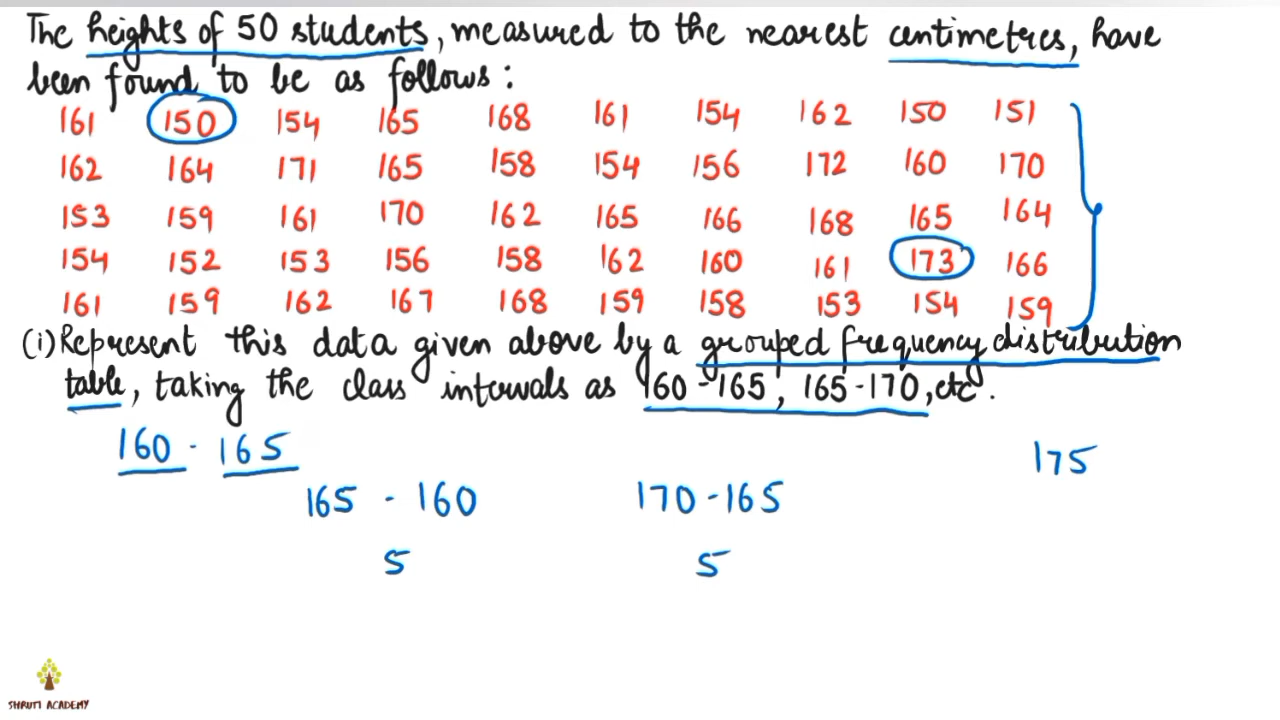 The heights of 50 students, measured to the nearest centimetres, have
been found to be as follows :
161 150 154 165 168 161 154 162 150 151
162 164 171 165 158 154 156 172 160 170
153 159 161 170 162 165 166 168 165 164
154 152 153 156 158 162 160 161 173 166
161 159 162 167 168 159 158 153 154 159
(i) Represent this data given above by a grouped frequency distribution
table, taking the class intervals as 160 - 165, 165 - 170, etc.
160 - 165
175
165 - 160 170 - 165
5 5
SHRUTI ACADEMY